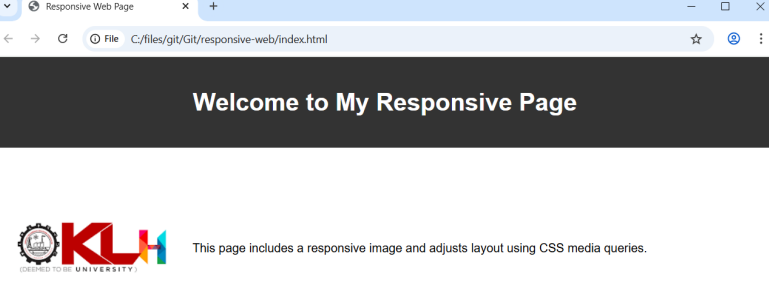 Responsive Web Page
File C:/files/git/Git/responsive-web/index.html
Welcome to My Responsive Page
KLH
(DEEMED TO BE UNIVERSITY)
This page includes a responsive image and adjusts layout using CSS media queries.